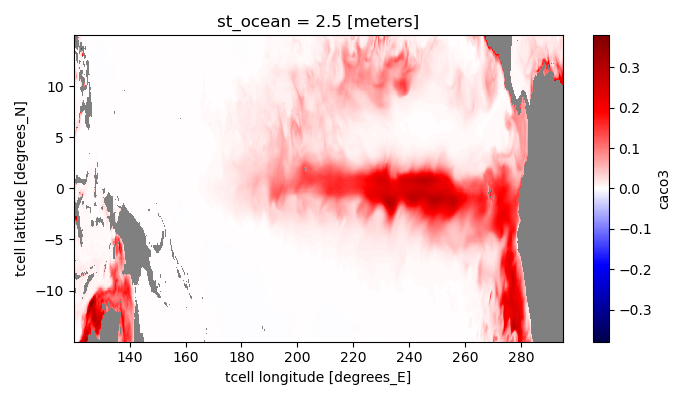 st_ocean = 2.5 [meters]
tcell latitude [degrees_N]
10
5
0
−5
−10
140 160 180 200 220 240 260 280
tcell longitude [degrees_E]
0.3
0.2
0.1
0.0
−0.1
−0.2
−0.3
caco3